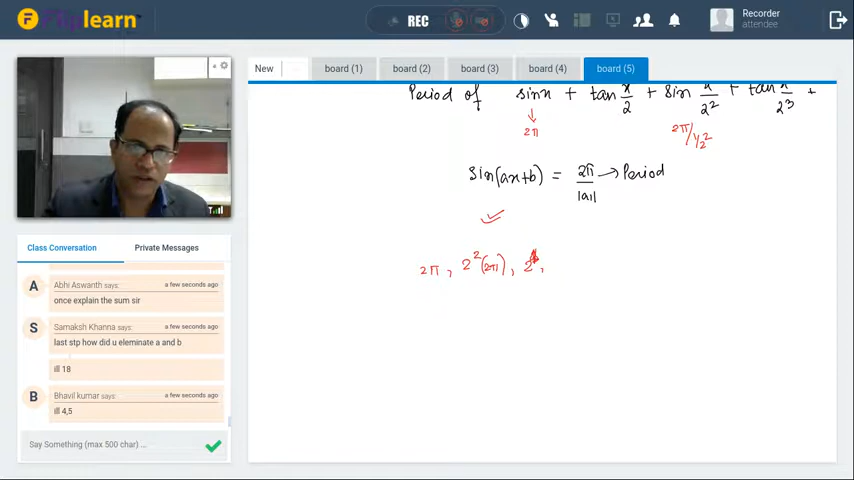 Fliplearn
REC
Recorder
attendee
New
board (1)
board (2)
board (3)
board (4)
board (5)
Period of sinx + tan x/2 + sin x/2² + tan x/2³ +
2π
2π/1/2²
sin(ax+b) = 2π/|a| → Period
2π, 2²(2π), 2
Class Conversation
Private Messages
A
Abhi Aswanth says:
a few seconds ago
once explain the sum sir
S
Samaksh Khanna says:
a few seconds ago
last stp how did u eleminate a and b
ill 18
B
Bhavil kumar says:
a few seconds ago
ill 4,5
Say Something (max 500 char) ...